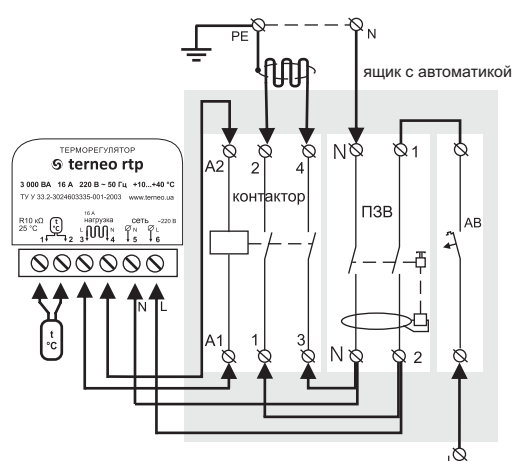 PE
N
ящик с автоматикой
ТЕРМОРЕГУЛЯТОР
terneo rtp
3 000 ВА 16 А 220 В ~ 50 Гц +10...+40 °С
ТУ У 33.2-3024603335-001-2003 www.terneo.ua
R10 кΩ
25 °C
t
°C
16 А
нагрузка
сеть
~220 В
L
N
N
L
1
2
3
4
5
6
N
L
t
°C
A2
2
4
N
1
контактор
ПЗВ
АВ
A1
1
3
N
2
L